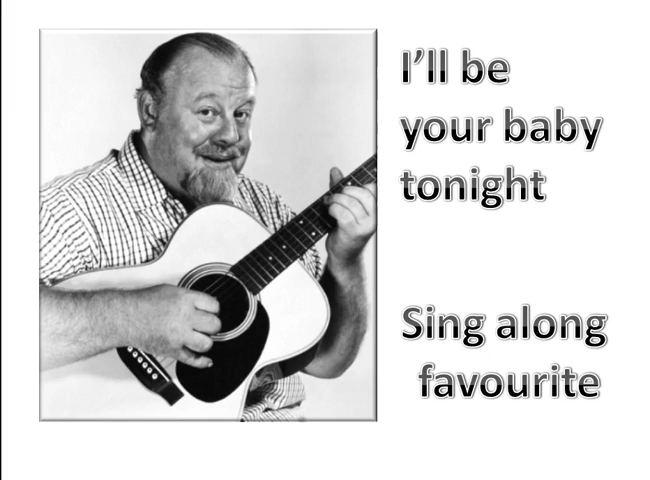 I’ll be
your baby
tonight
Sing along
favourite